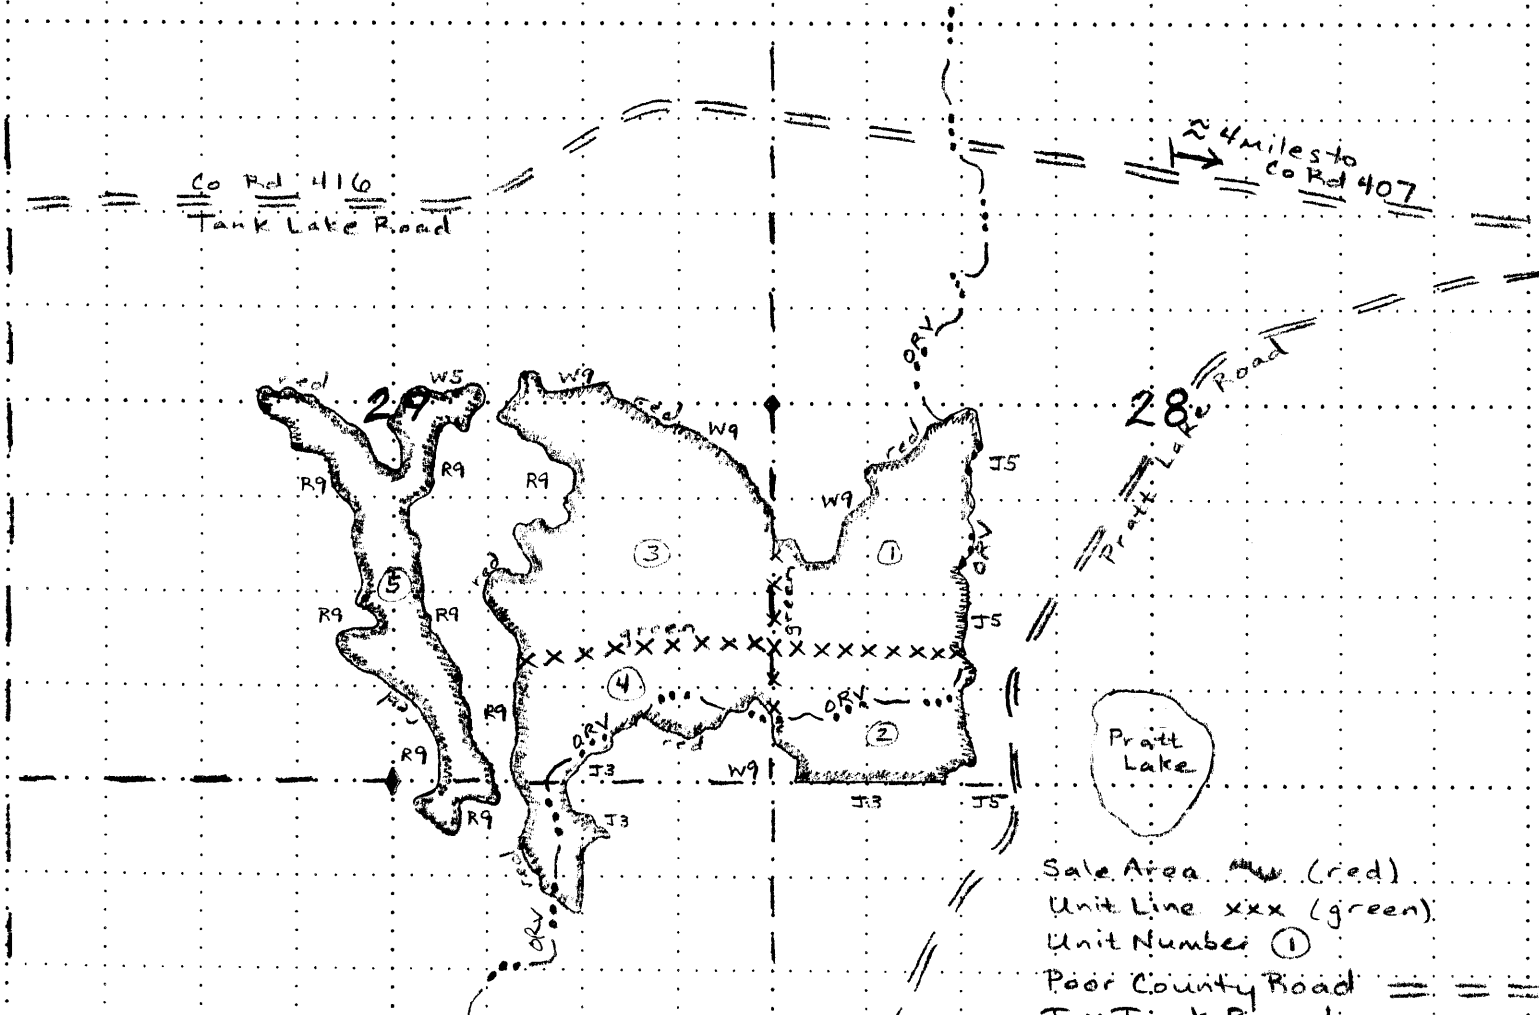 ≈ 4 miles to
Co Rd 407
Co Rd 416
Tank Lake Road
ORV
Pratt Lake Road
red
W5
W9
red
W9
29
28
red
J5
R9
R9
R9
W9
3
1
ORV
red
5
green
R9
R9
green
J5
4
red
R9
ORV
ORV
red
2
R9
W9
J3
J3
J5
Pratt
Lake
R9
J3
red
ORV
Sale Area (red)
Unit Line xxx (green)
Unit Number 1
Poor County Road